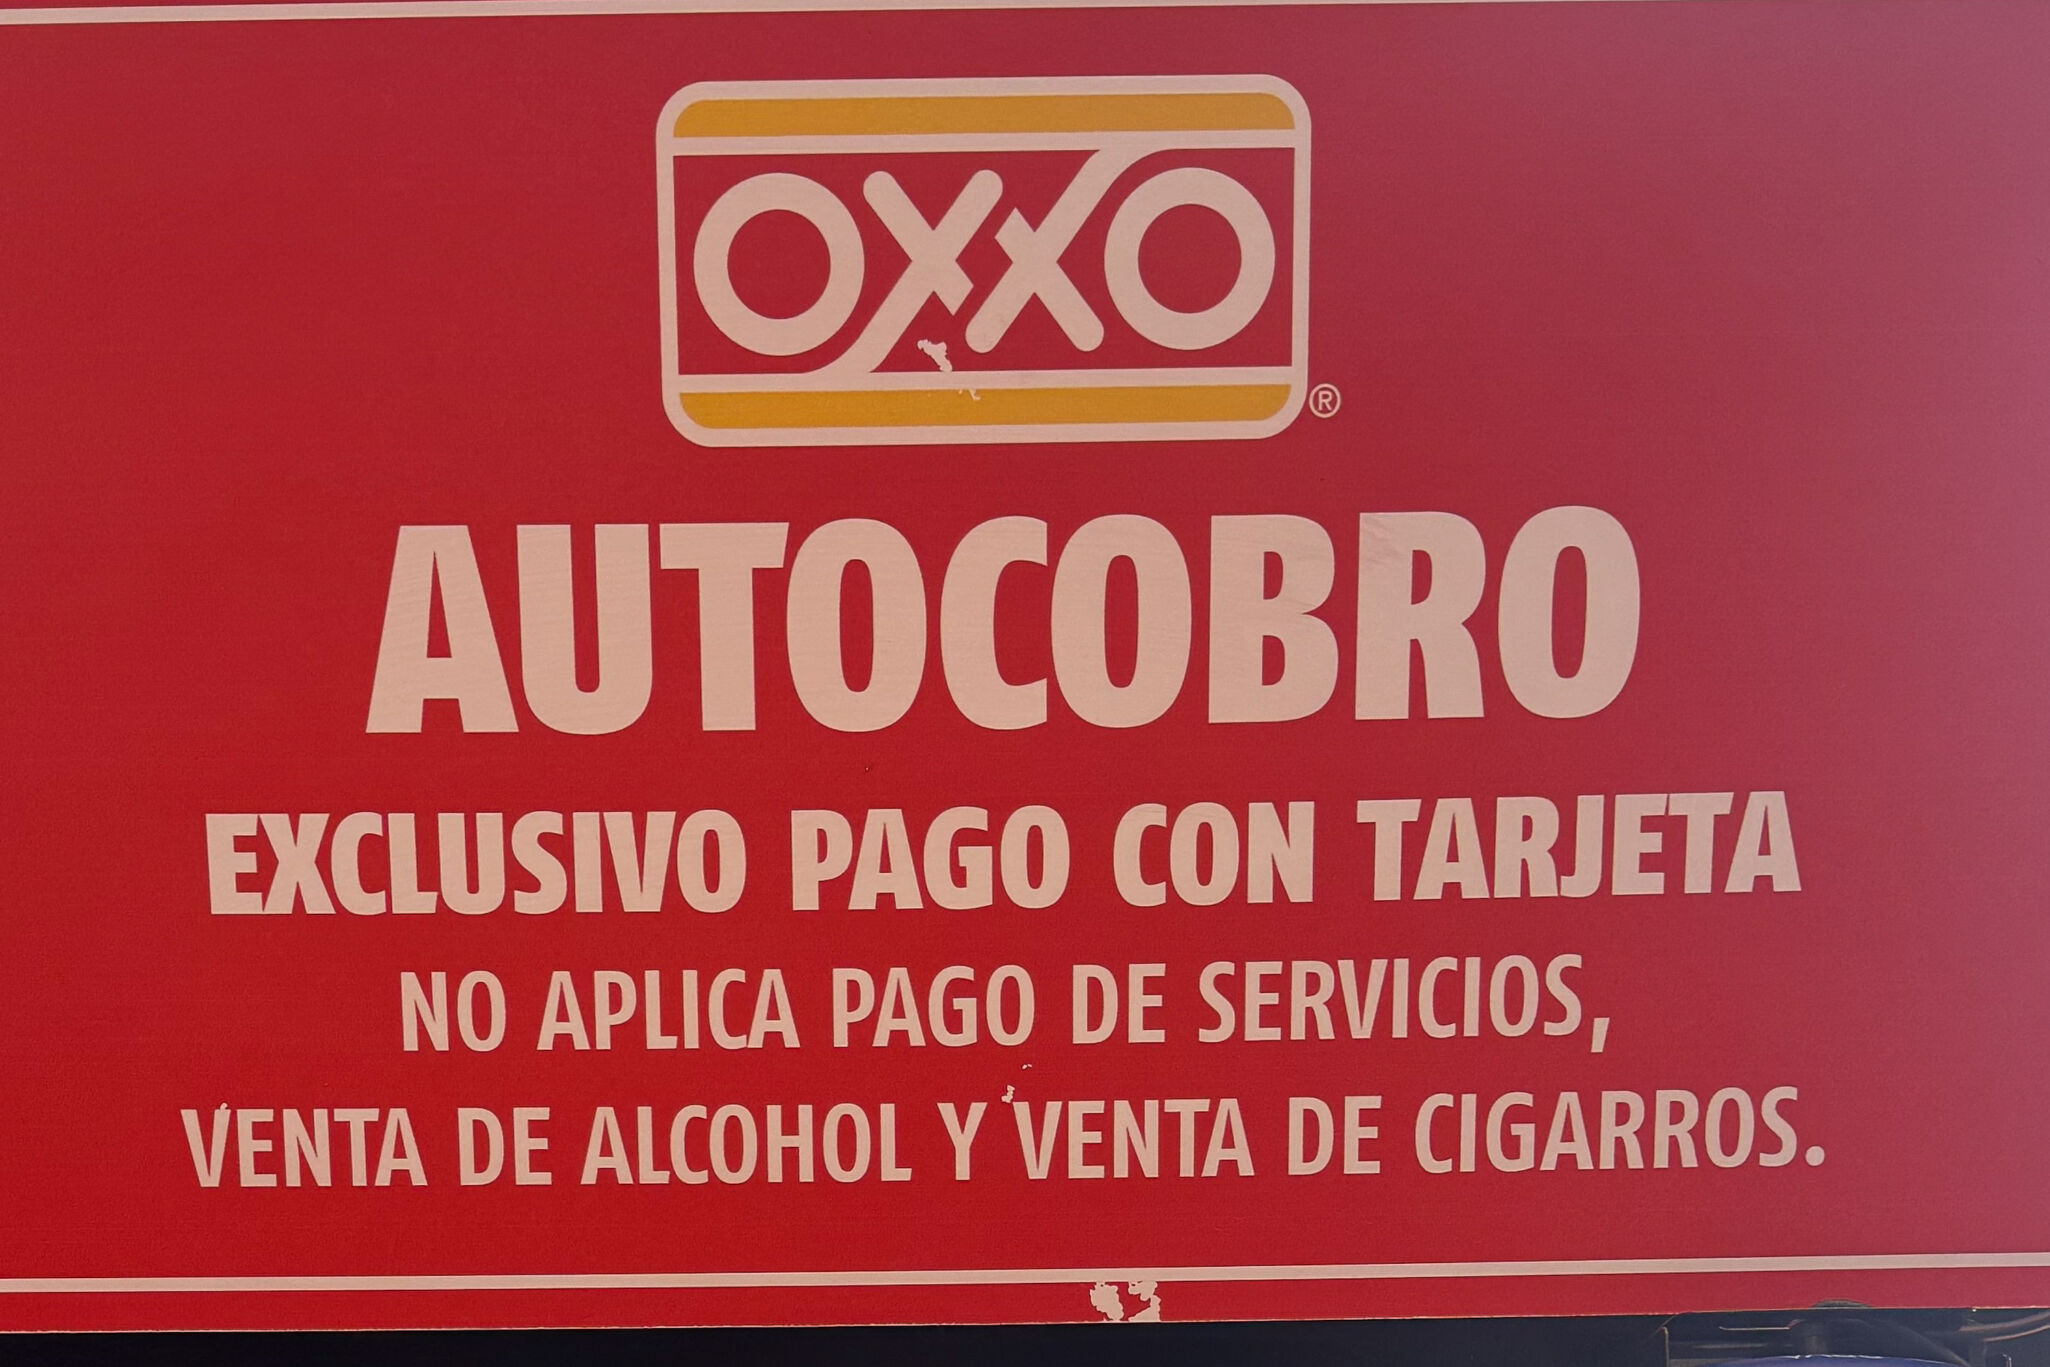 OXXO
®
AUTOCOBRO
EXCLUSIVO PAGO CON TARJETA
NO APLICA PAGO DE SERVICIOS,
VENTA DE ALCOHOL Y VENTA DE CIGARROS.